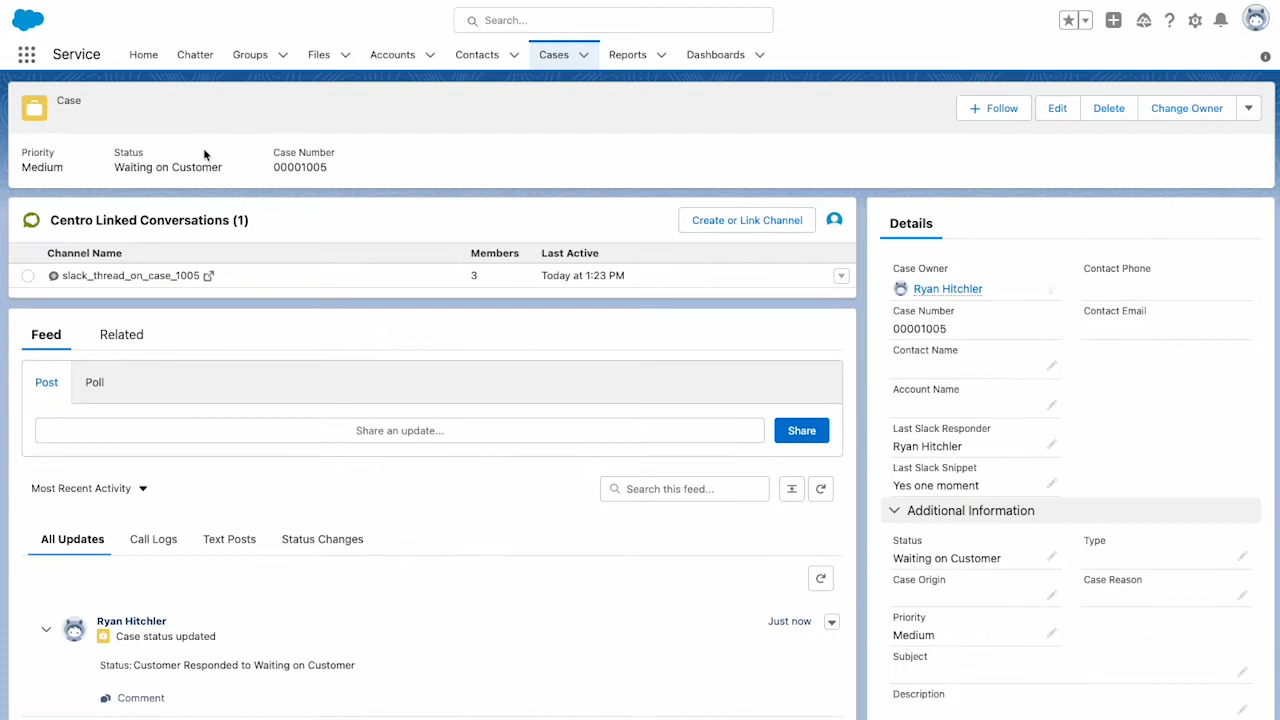 Search...
Service
Home
Chatter
Groups
Files
Accounts
Contacts
Cases
Reports
Dashboards
Case
Follow
Edit
Delete
Change Owner
Priority
Medium
Status
Waiting on Customer
Case Number
00001005
Centro Linked Conversations (1)
Create or Link Channel
Channel Name
Members
Last Active
slack_thread_on_case_1005
3
Today at 1:23 PM
Feed
Related
Post
Poll
Share an update...
Share
Most Recent Activity
Search this feed...
All Updates
Call Logs
Text Posts
Status Changes
Ryan Hitchler
Case status updated
Just now
Status: Customer Responded to Waiting on Customer
Comment
Details
Case Owner
Ryan Hitchler
Contact Phone
Case Number
00001005
Contact Email
Contact Name
Account Name
Last Slack Responder
Ryan Hitchler
Last Slack Snippet
Yes one moment
Additional Information
Status
Waiting on Customer
Type
Case Origin
Case Reason
Priority
Medium
Subject
Description